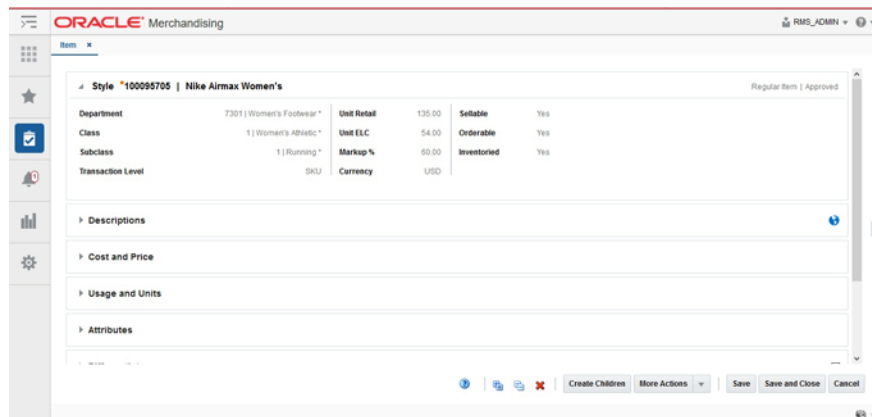 ORACLE® Merchandising
RMS_ADMIN
Item ×
Style *100095705 | Nike Airmax Women's
Regular Item | Approved
Department 7301 | Women's Footwear * Unit Retail 135.00 Sellable Yes
Class 1 | Women's Athletic * Unit ELC 54.00 Orderable Yes
Subclass 1 | Running * Markup % 60.00 Inventoried Yes
Transaction Level SKU Currency USD
Descriptions
Cost and Price
Usage and Units
Attributes
Create Children More Actions Save Save and Close Cancel